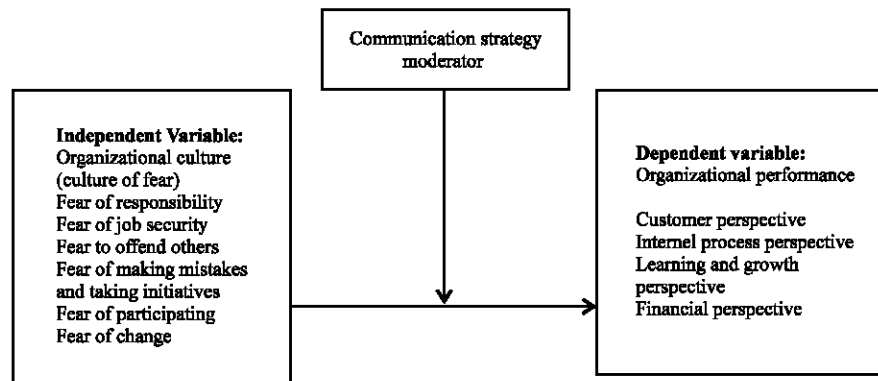 Communication strategy
moderator
Independent Variable:
Organizational culture
(culture of fear)
Fear of responsibility
Fear of job security
Fear to offend others
Fear of making mistakes
and taking initiatives
Fear of participating
Fear of change
Dependent variable:
Organizational performance
Customer perspective
Internel process perspective
Learning and growth
perspective
Financial perspective